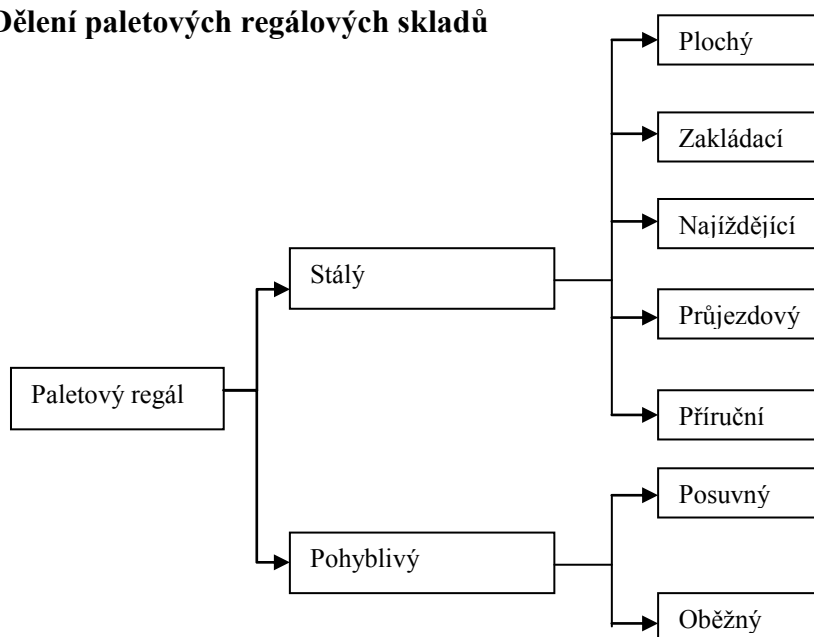 Dělení paletových regálových skladů
Plochý
Zakládací
Najíždějící
Stálý
Průjezdový
Paletový regál
Příruční
Posuvný
Pohyblivý
Oběžný